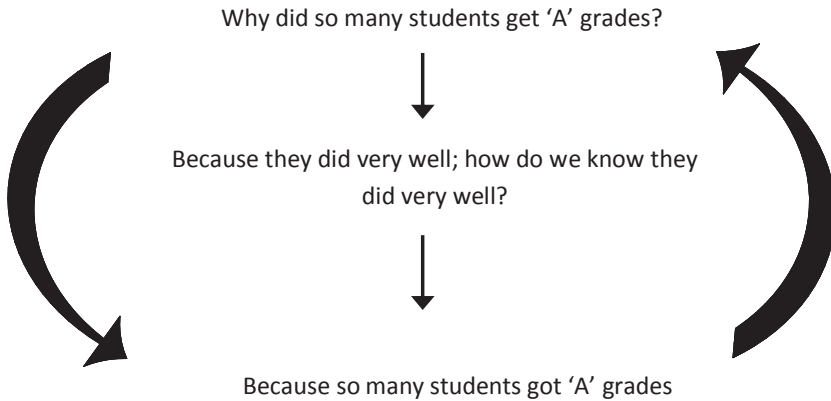 Why did so many students get ‘A’ grades?
Because they did very well; how do we know they
did very well?
Because so many students got ‘A’ grades